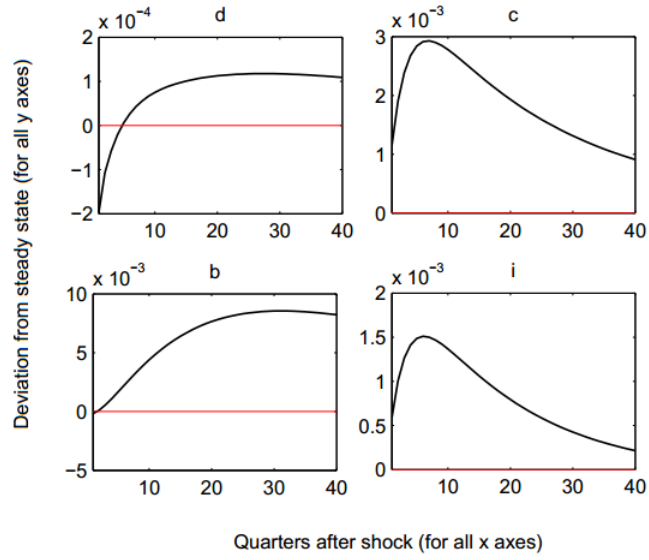 Deviation from steady state (for all y axes)
d
x 10⁻⁴
2
1
0
−1
−2
10 20 30 40
c
x 10⁻³
3
2
1
0
10 20 30 40
b
x 10⁻³
10
5
0
−5
10 20 30 40
i
x 10⁻³
2
1.5
1
0.5
0
10 20 30 40
Quarters after shock (for all x axes)